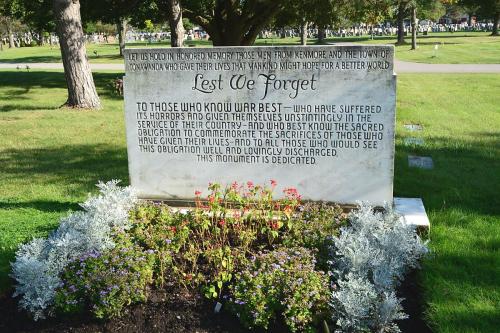 LET US HOLD IN HONORED MEMORY THOSE MEN FROM KENMORE, AND THE TOWN OF
TONAWANDA WHO GAVE THEIR LIVES THAT MANKIND MIGHT HOPE FOR A BETTER WORLD
Lest We Forget
TO THOSE WHO KNOW WAR BEST—WHO HAVE SUFFERED
ITS HORRORS AND GIVEN THEMSELVES UNSTINTINGLY IN THE
SERVICE OF THEIR COUNTRY—AND WHO BEST KNOW THE SACRED
OBLIGATION TO COMMEMORATE THE SACRIFICES OF THOSE WHO
HAVE GIVEN THEIR LIVES—AND TO ALL THOSE WHO WOULD SEE
THIS OBLIGATION WELL AND LOVINGLY DISCHARGED,
THIS MONUMENT IS DEDICATED.